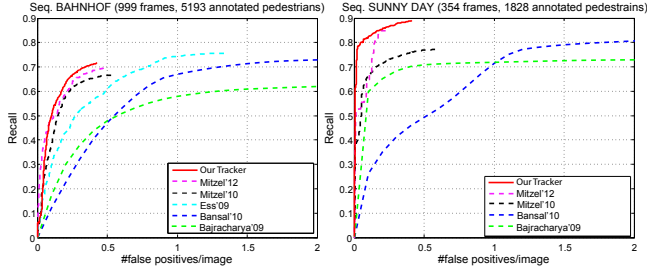 Seq. BAHNHOF (999 frames, 5193 annotated pedestrians)
0.9
0.8
0.7
0.6
0.5
0.4
0.3
0.2
0.1
0
Recall
Our Tracker
Mitzel'12
Mitzel'10
Ess'09
Bansal'10
Bajracharya'09
0 0.5 1 1.5 2
#false positives/image
Seq. SUNNY DAY (354 frames, 1828 annotated pedestrians)
0.9
0.8
0.7
0.6
0.5
0.4
0.3
0.2
0.1
0
Recall
Our Tracker
Mitzel'12
Mitzel'10
Bansal'10
Bajracharya'09
0 0.5 1 1.5 2
#false positives/image